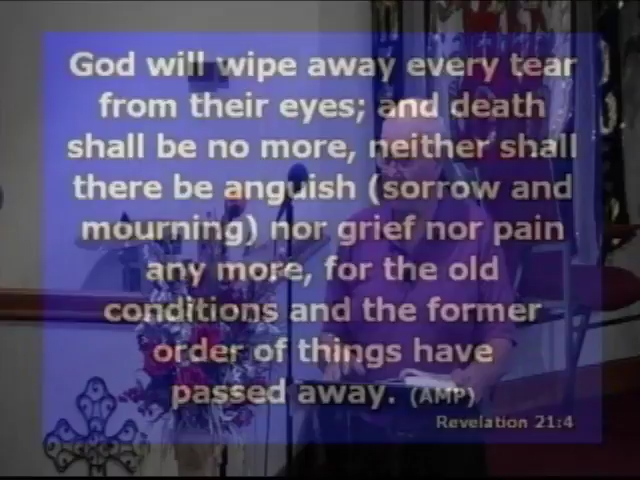 God will wipe away every tear
from their eyes; and death
shall be no more, neither shall
there be anguish (sorrow and
mourning) nor grief nor pain
any more, for the old
conditions and the former
order of things have
passed away. (AMP)
Revelation 21:4